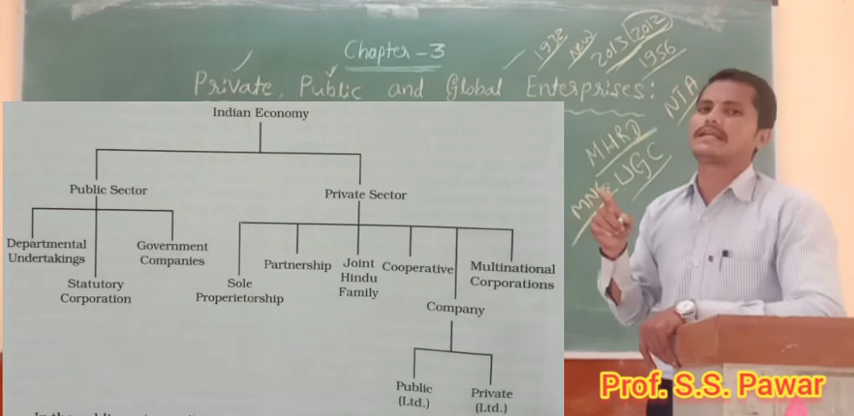 Chapter-3
Private, Public and Global Enterprises:
1932
New
2013
2012
1956
NTA
MHRD
UGC
MNC
Indian Economy
Public Sector
Private Sector
Departmental
Undertakings
Statutory
Corporation
Government
Companies
Sole
Properietorship
Partnership
Joint
Hindu
Family
Cooperative
Company
Multinational
Corporations
Public
(Ltd.)
Private
(Ltd.)
Prof. S.S. Pawar